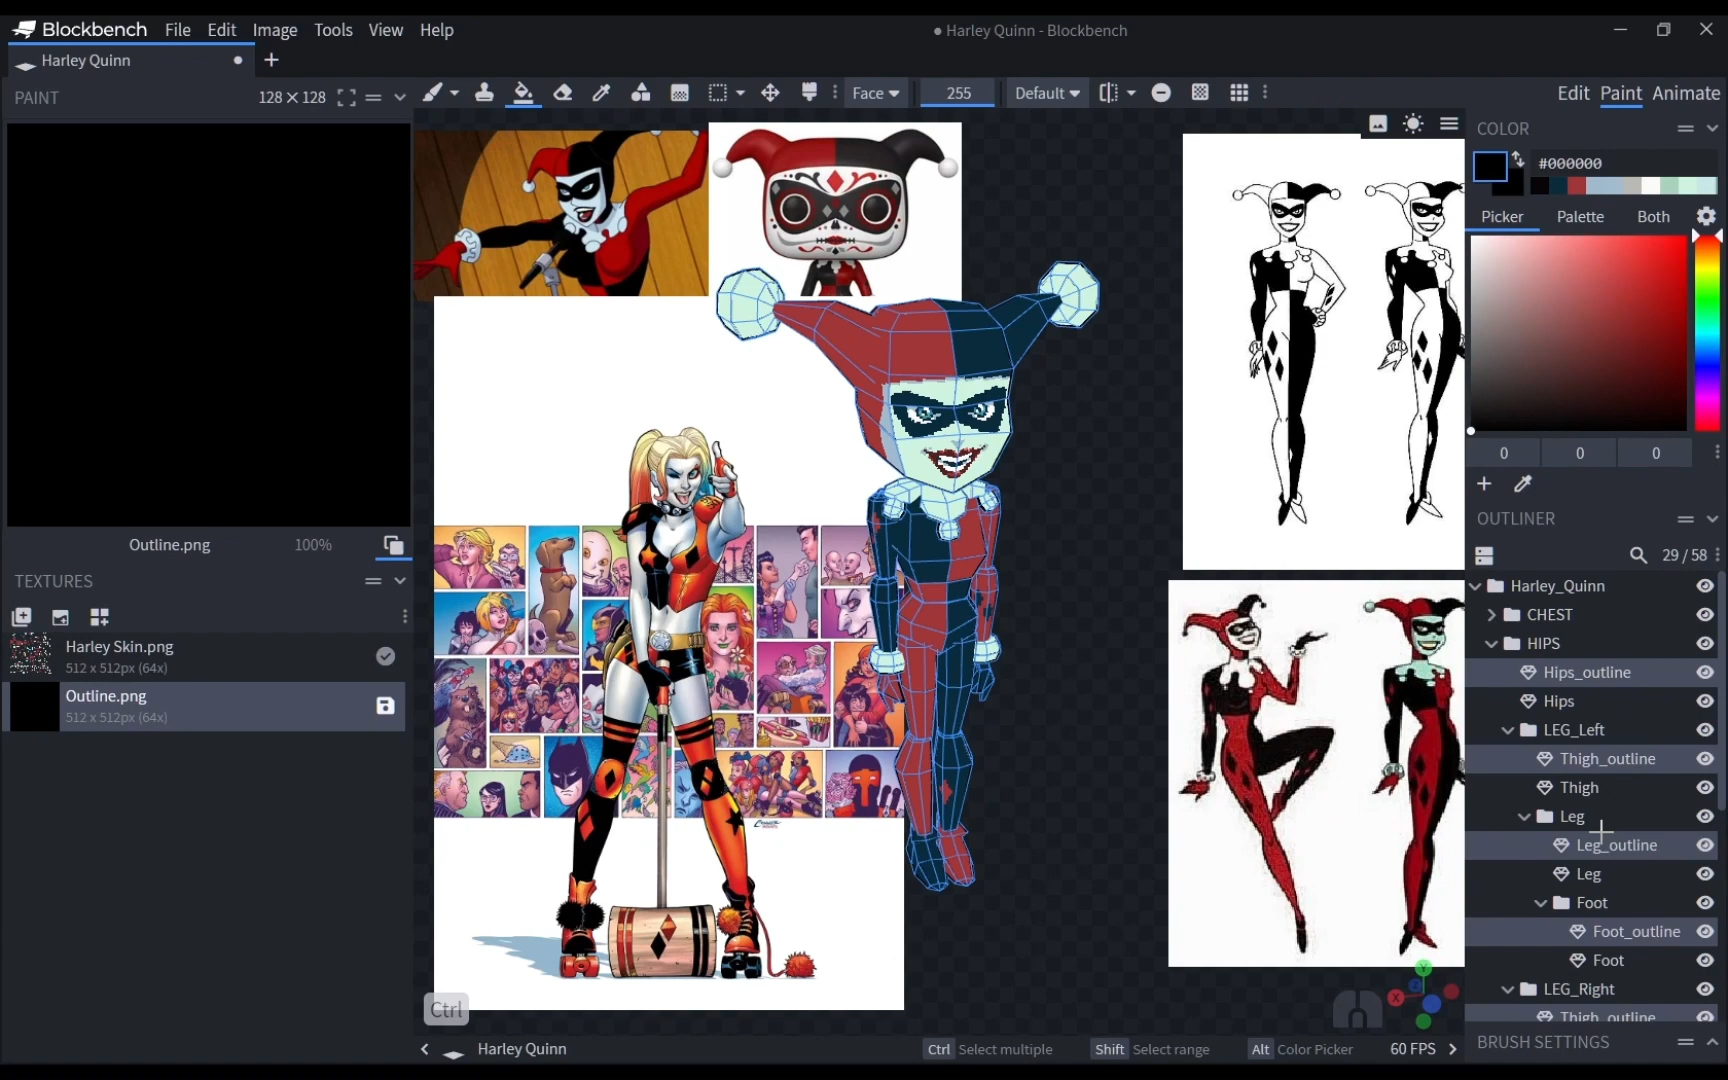 Blockbench File Edit Image Tools View Help
Harley Quinn - Blockbench
Harley Quinn
PAINT 128 × 128
Face 255 Default
Edit Paint Animate
COLOR
#000000
Picker Palette Both
0 0 0
Outline.png 100%
TEXTURES
Harley Skin.png
512 x 512px (64x)
Outline.png
512 x 512px (64x)
OUTLINER
29 / 58
Harley_Quinn
CHEST
HIPS
Hips_outline
Hips
LEG_Left
Thigh_outline
Thigh
Leg
Leg_outline
Leg
Foot
Foot_outline
Foot
LEG_Right
Thigh_outline
BRUSH SETTINGS
Ctrl
Harley Quinn
Ctrl Select multiple Shift Select range Alt Color Picker 60 FPS